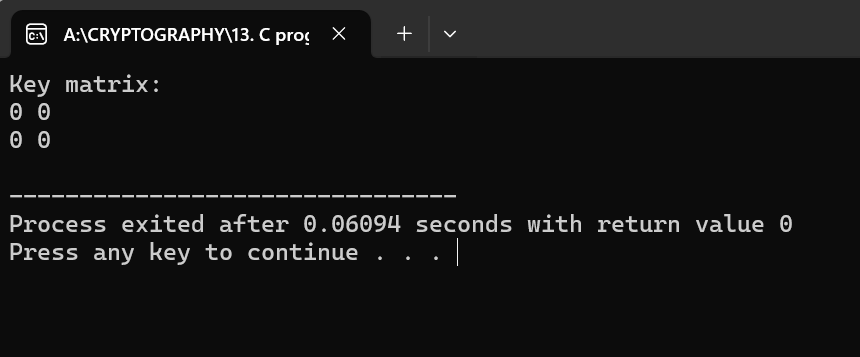 A:\CRYPTOGRAPHY\13. C prog
Key matrix:
0 0
0 0
--------------------------------
Process exited after 0.06094 seconds with return value 0
Press any key to continue . . .